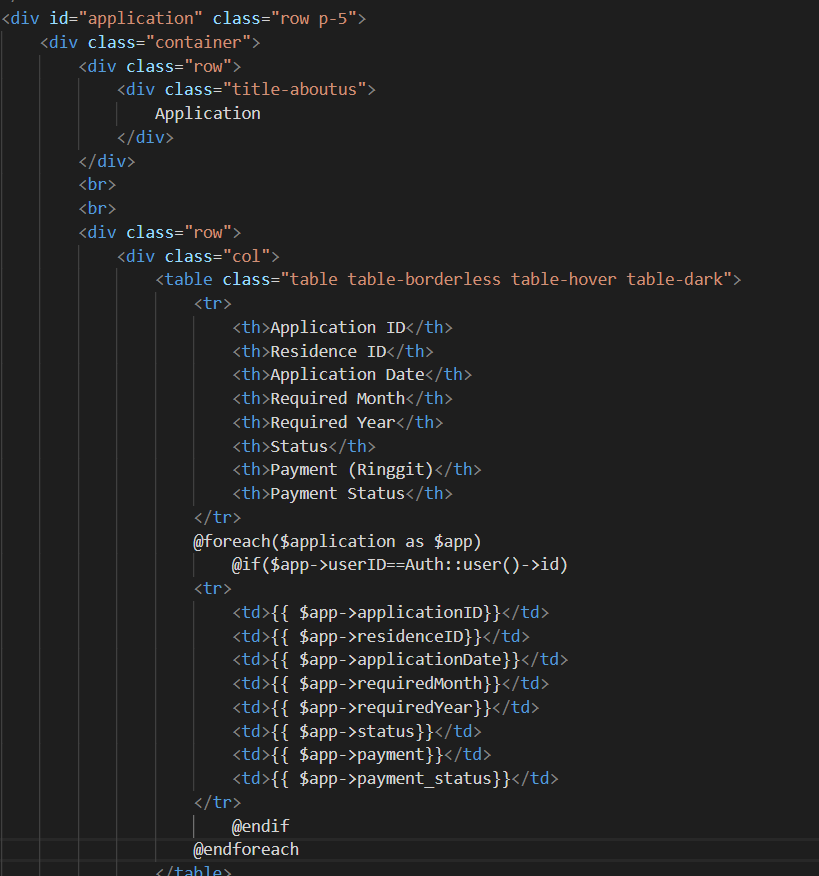 <div id="application" class="row p-5">
<div class="container">
<div class="row">
<div class="title-aboutus">
Application
</div>
</div>
<br>
<br>
<div class="row">
<div class="col">
<table class="table table-borderless table-hover table-dark">
<tr>
<th>Application ID</th>
<th>Residence ID</th>
<th>Application Date</th>
<th>Required Month</th>
<th>Required Year</th>
<th>Status</th>
<th>Payment (Ringgit)</th>
<th>Payment Status</th>
</tr>
@foreach($application as $app)
@if($app->userID==Auth::user()->id)
<tr>
<td>{{ $app->applicationID}}</td>
<td>{{ $app->residenceID}}</td>
<td>{{ $app->applicationDate}}</td>
<td>{{ $app->requiredMonth}}</td>
<td>{{ $app->requiredYear}}</td>
<td>{{ $app->status}}</td>
<td>{{ $app->payment}}</td>
<td>{{ $app->payment_status}}</td>
</tr>
@endif
@endforeach
</table>